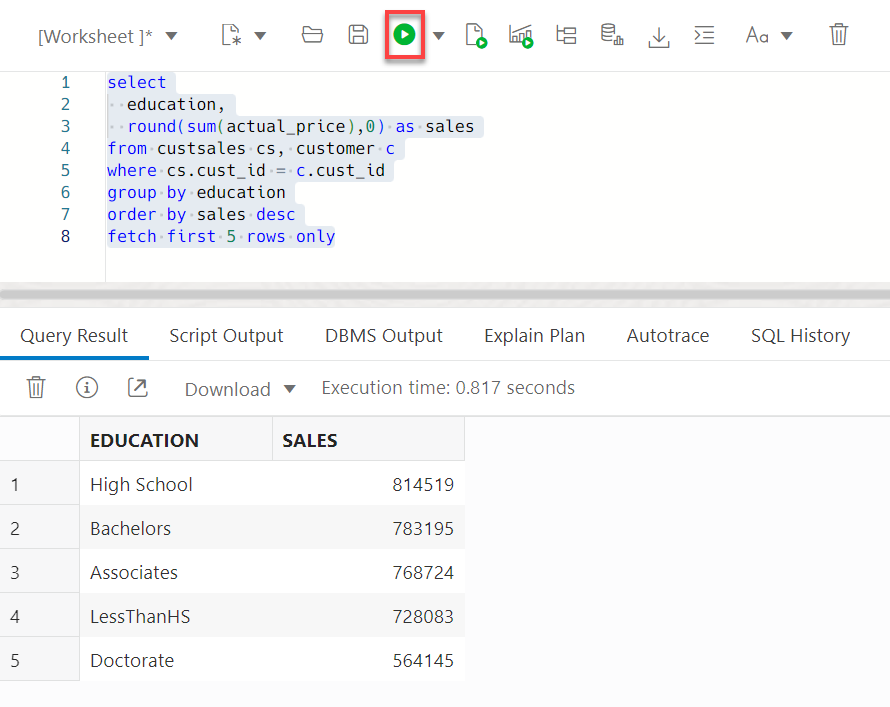 [Worksheet ]*
Aa
1 select
2 education,
3 round(sum(actual_price),0) as sales
4 from custsales cs, customer c
5 where cs.cust_id = c.cust_id
6 group by education
7 order by sales desc
8 fetch first 5 rows only
Query Result Script Output DBMS Output Explain Plan Autotrace SQL History
Download Execution time: 0.817 seconds
EDUCATION SALES
1 High School 814519
2 Bachelors 783195
3 Associates 768724
4 LessThanHS 728083
5 Doctorate 564145